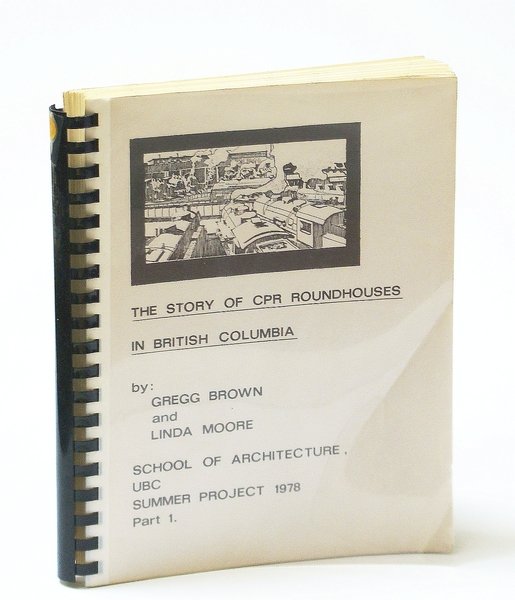 THE STORY OF CPR ROUNDHOUSES
IN BRITISH COLUMBIA
by:
GREGG BROWN
and
LINDA MOORE
SCHOOL OF ARCHITECTURE,
UBC
SUMMER PROJECT 1978
Part 1.